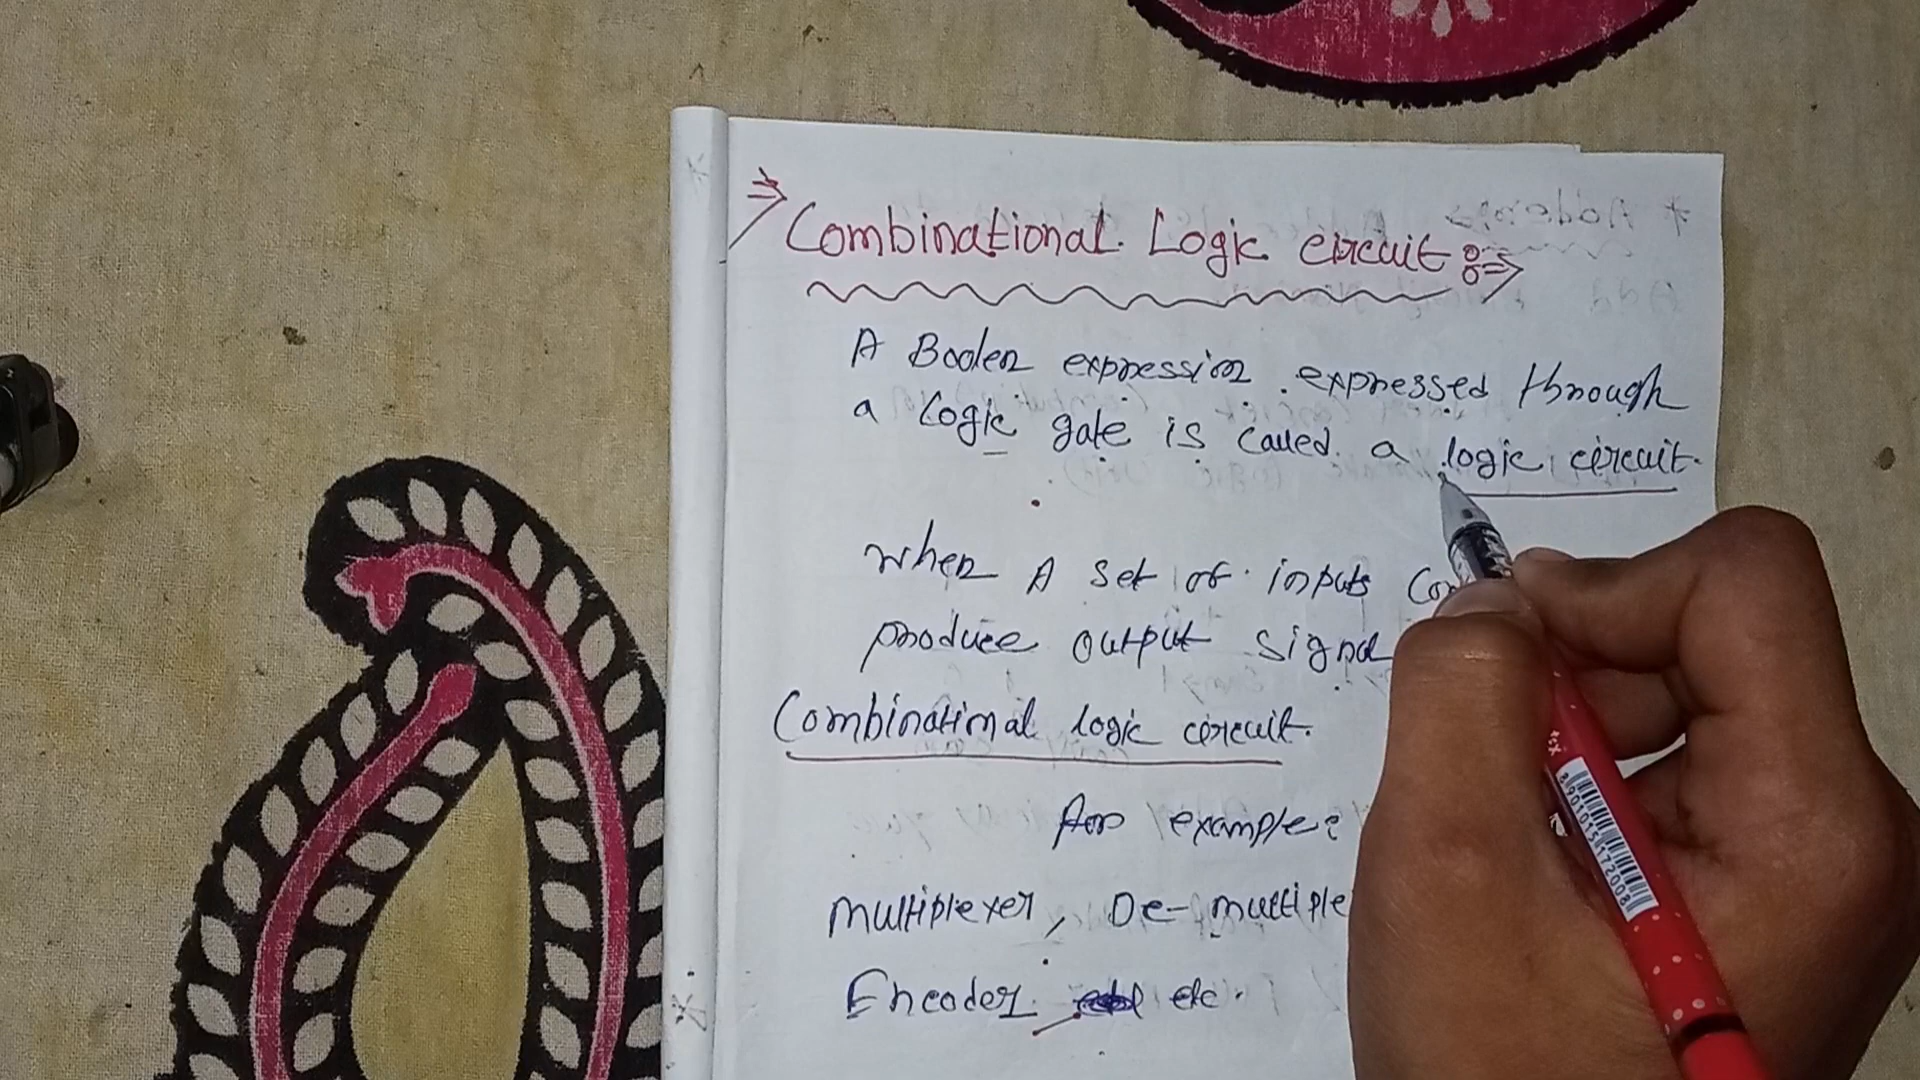 ⇒ Combinational Logic circuit :⇒
A Boolen expression expressed through
a Logic gate is called a logic circuit.
when A set of inputs
produce output signal
Combinational logic circuit.
for example:
multiplexer, De-multiple
Encoder, etc.
8901015172008